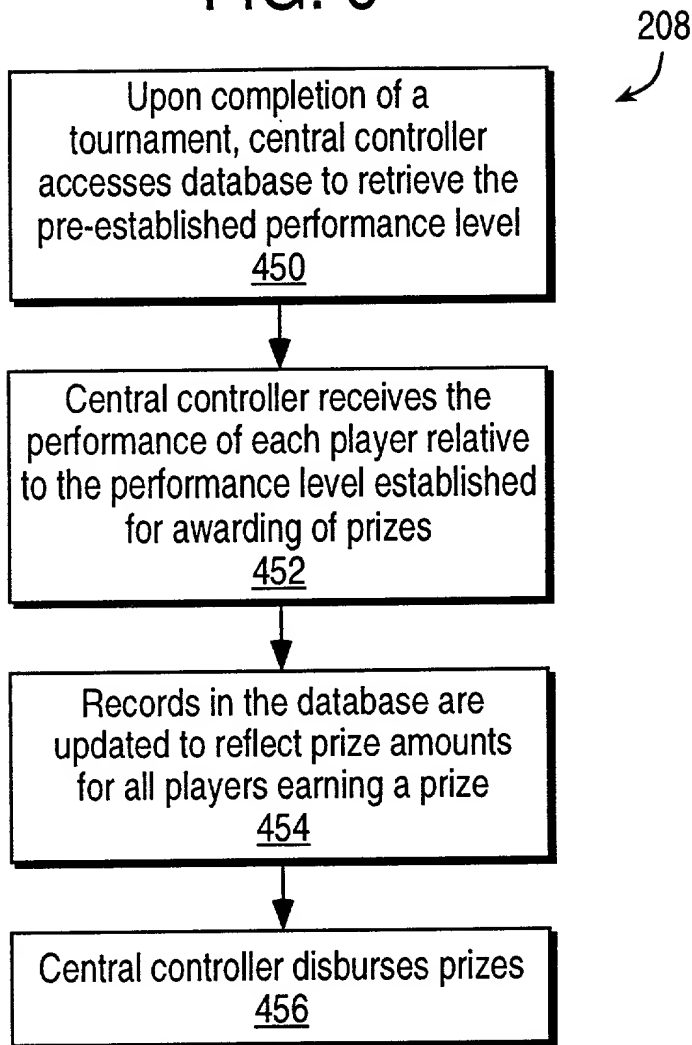 208
Upon completion of a
tournament, central controller
accesses database to retrieve the
pre-established performance level
450
Central controller receives the
performance of each player relative
to the performance level established
for awarding of prizes
452
Records in the database are
updated to reflect prize amounts
for all players earning a prize
454
Central controller disburses prizes
456